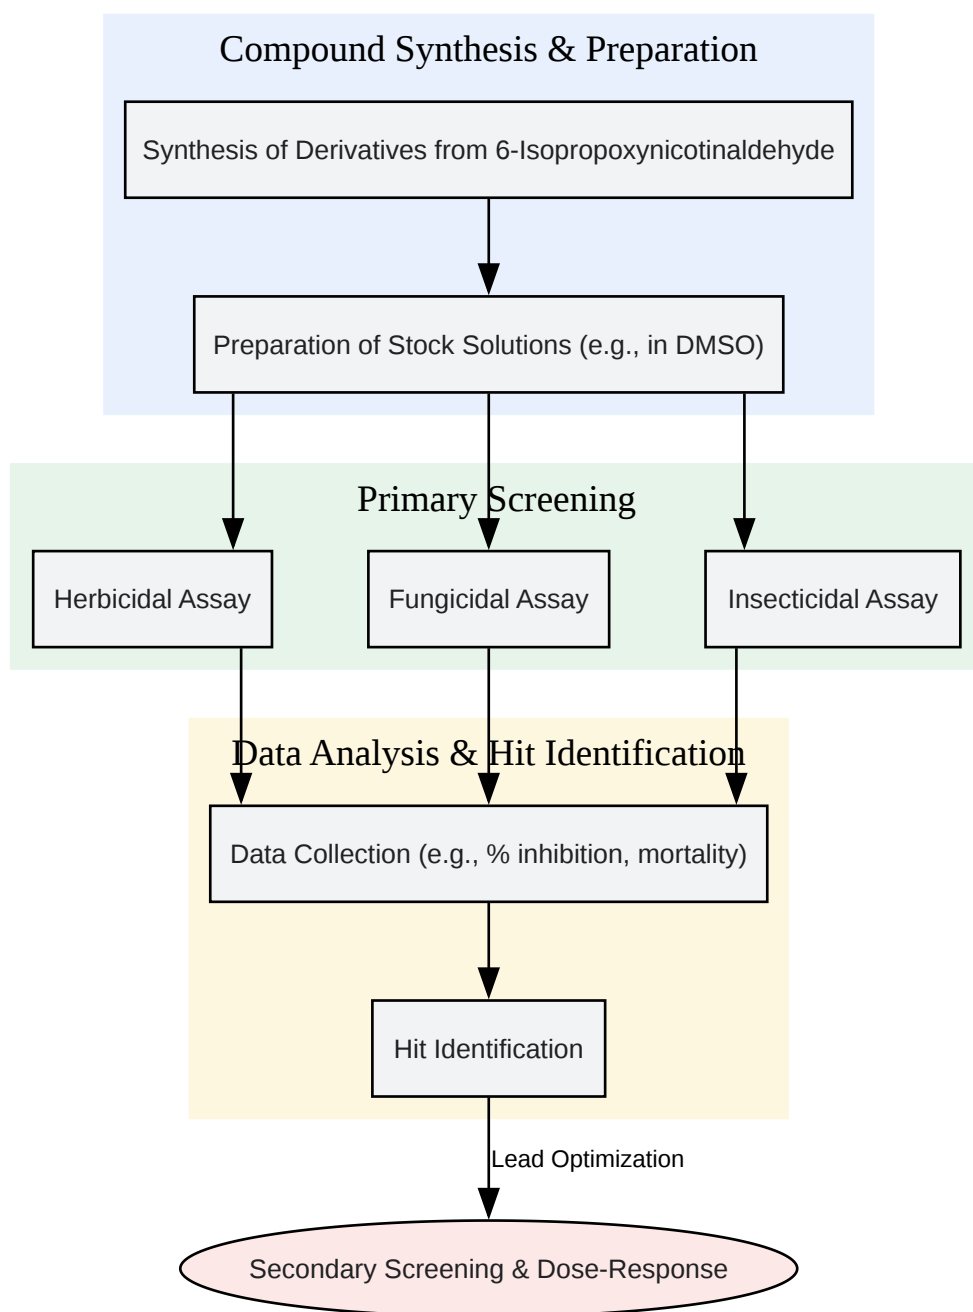 Compound Synthesis & Preparation
Synthesis of Derivatives from 6-Isopropoxynicotinaldehyde
Preparation of Stock Solutions (e.g., in DMSO)
Primary Screening
Herbicidal Assay
Fungicidal Assay
Insecticidal Assay
Data Analysis & Hit Identification
Data Collection (e.g., % inhibition, mortality)
Hit Identification
Lead Optimization
Secondary Screening & Dose-Response